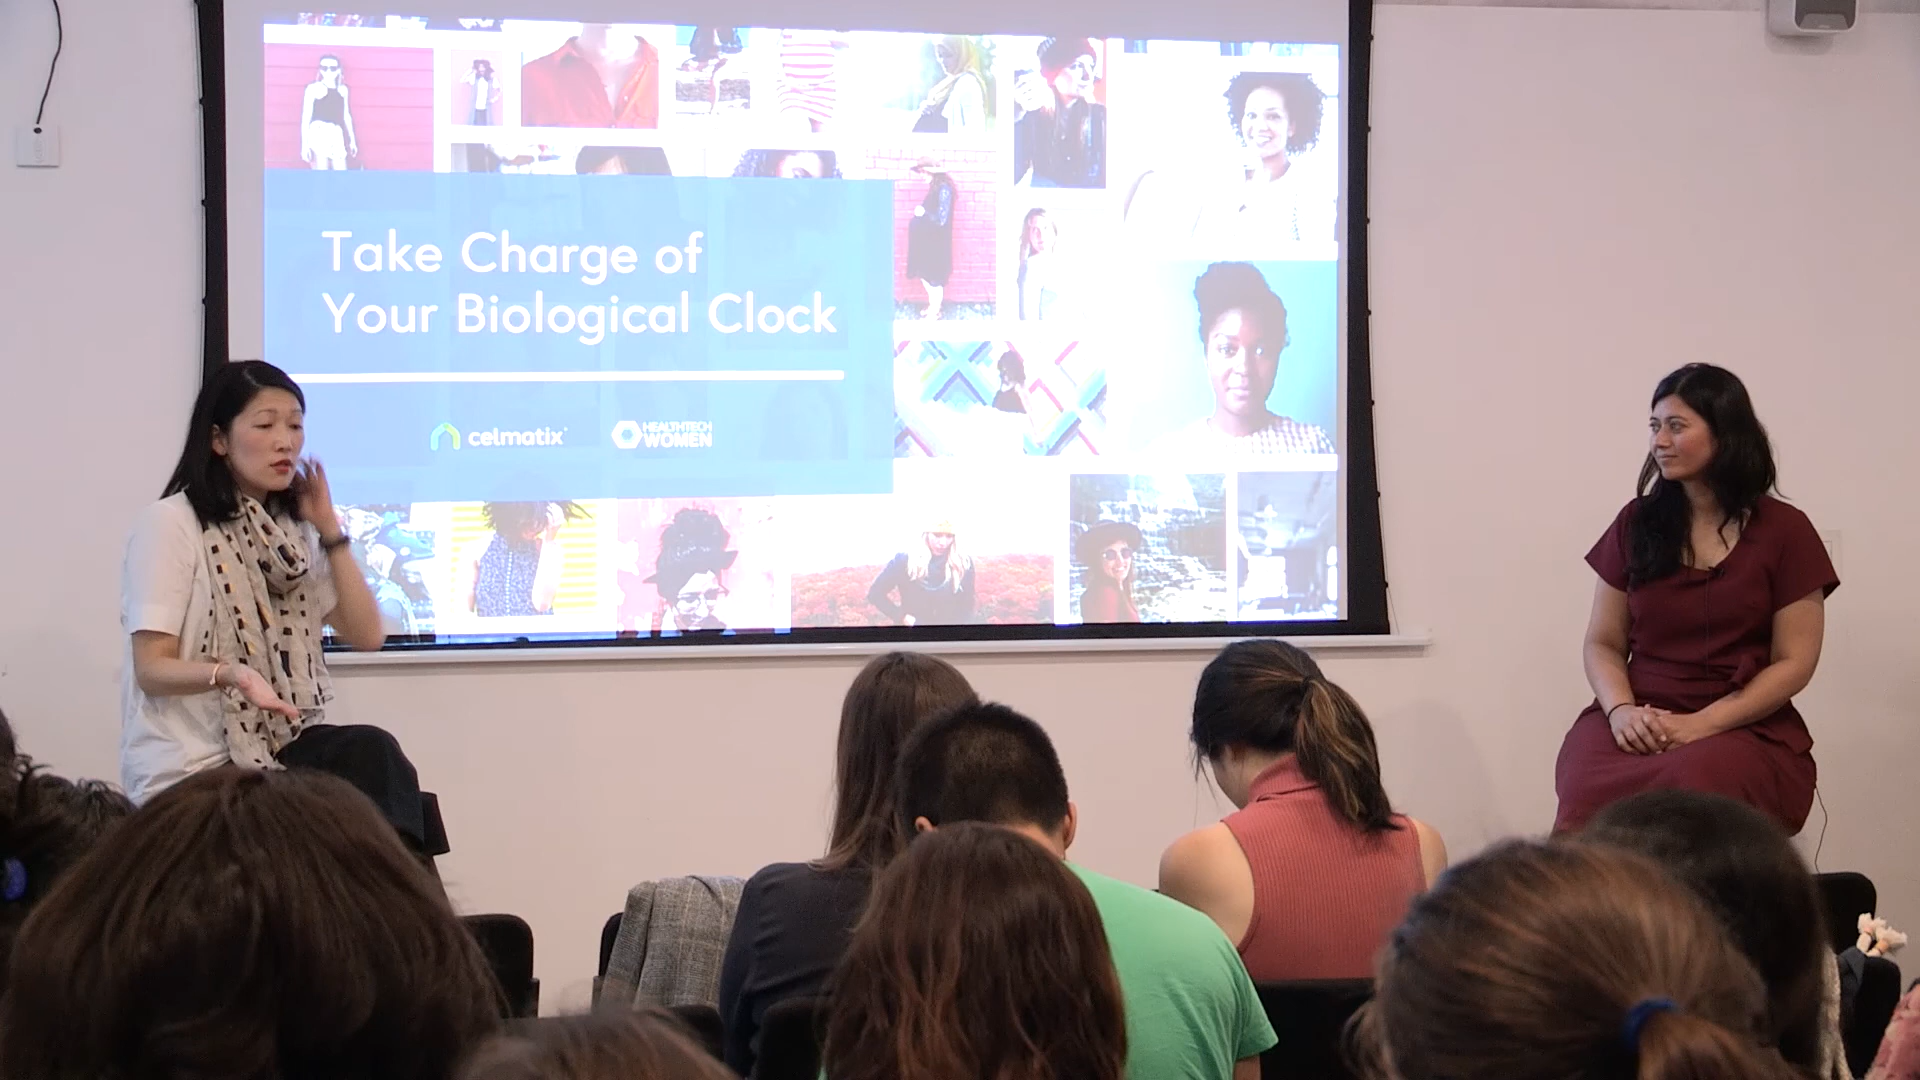 Take Charge of
Your Biological Clock
celmatix
HEALTHTECH
WOMEN